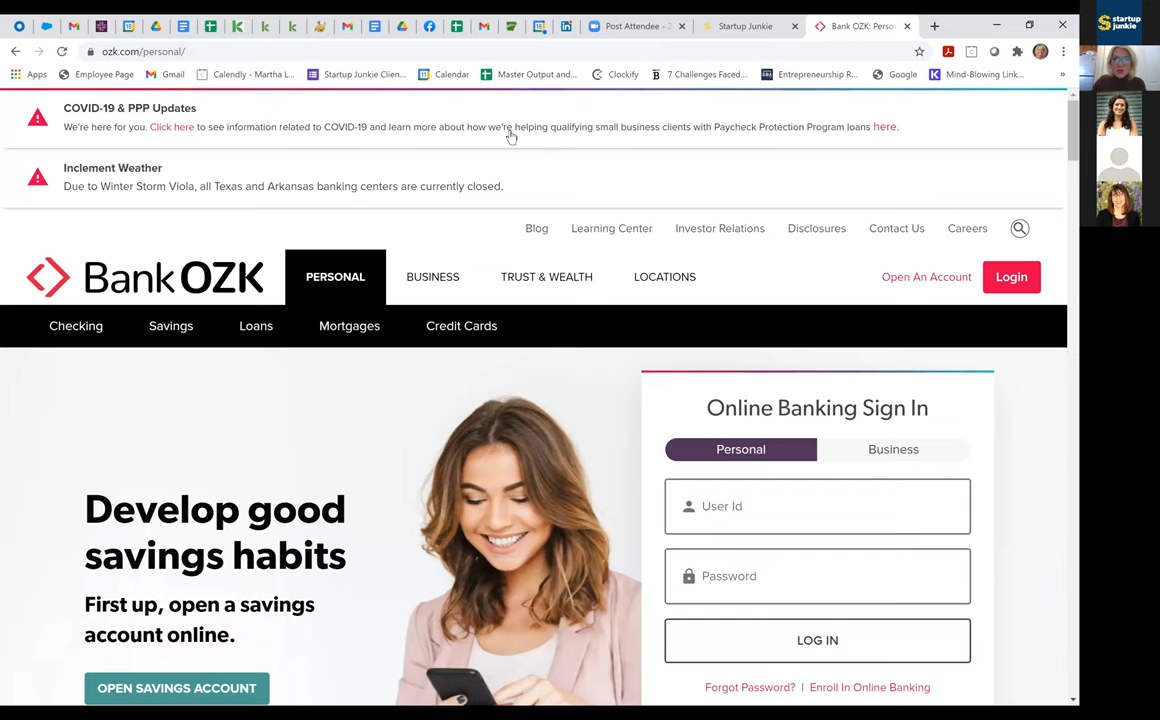 Post Attendee - Z
Startup Junkie
Bank OZK: Perso
startup
junkie
ozk.com/personal/
Apps
Employee Page
Gmail
Calendly - Martha L...
Startup Junkie Clien...
Calendar
Master Output and...
Clockify
7 Challenges Faced...
Entrepreneurship R...
Google
Mind-Blowing Link...
COVID-19 & PPP Updates
We're here for you. Click here to see information related to COVID-19 and learn more about how we're helping qualifying small business clients with Paycheck Protection Program loans here.
Inclement Weather
Due to Winter Storm Viola, all Texas and Arkansas banking centers are currently closed.
Blog
Learning Center
Investor Relations
Disclosures
Contact Us
Careers
Bank OZK
PERSONAL
BUSINESS
TRUST & WEALTH
LOCATIONS
Open An Account
Login
Checking
Savings
Loans
Mortgages
Credit Cards
Develop good
savings habits
First up, open a savings
account online.
OPEN SAVINGS ACCOUNT
Online Banking Sign In
Personal
Business
User Id
Password
LOG IN
Forgot Password? | Enroll In Online Banking